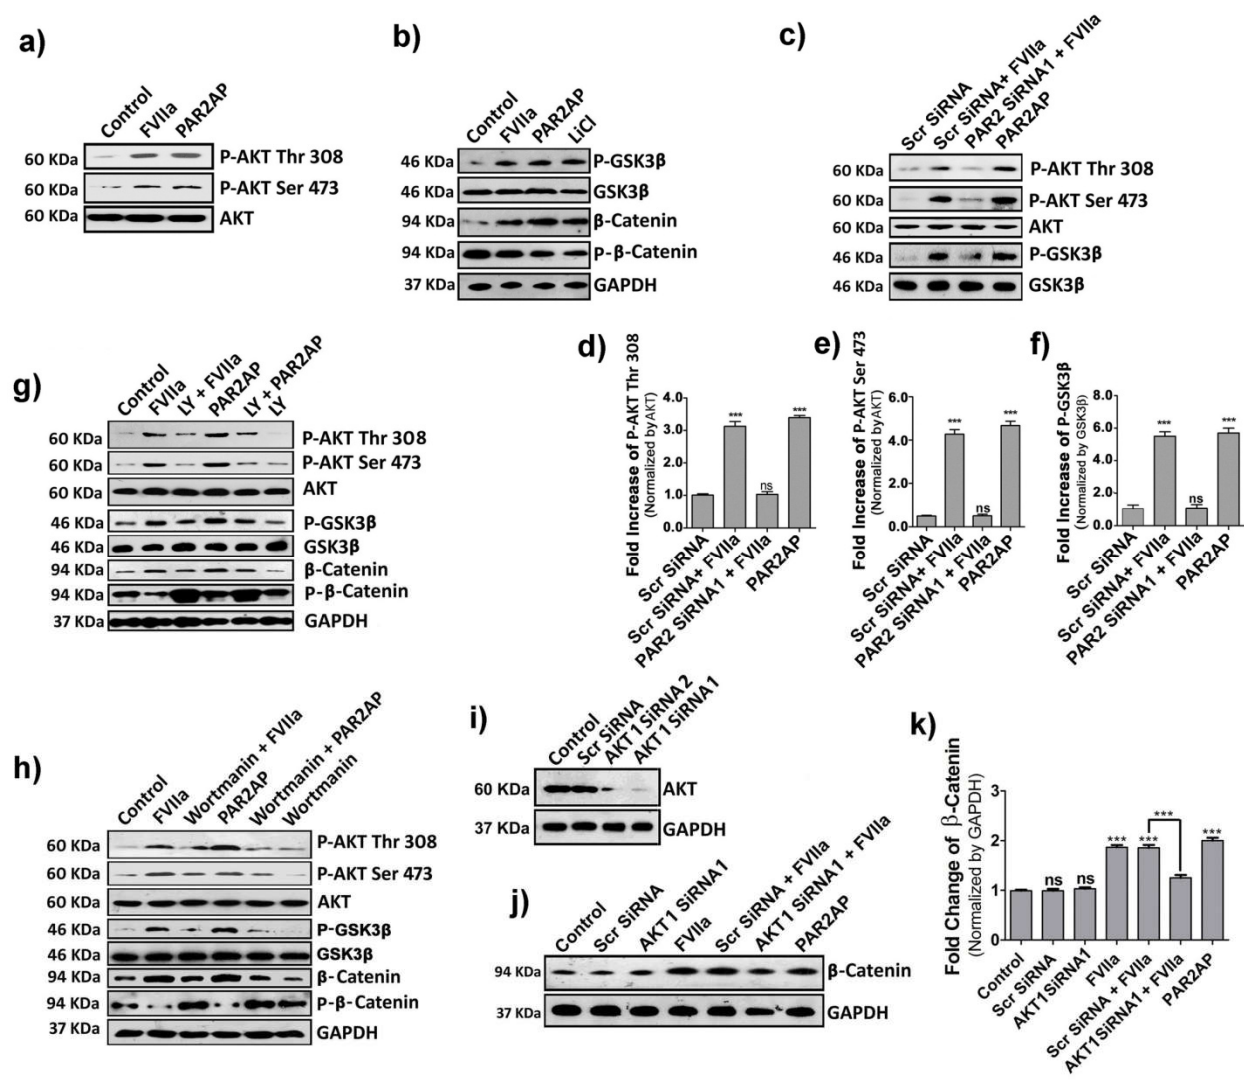 a)
Control
FVIIa
PAR2AP
60 KDa P-AKT Thr 308
60 KDa P-AKT Ser 473
60 KDa AKT
b)
Control
FVIIa
PAR2AP
LiCl
46 KDa P-GSK3β
46 KDa GSK3β
94 KDa β-Catenin
94 KDa P-β-Catenin
37 KDa GAPDH
c)
Scr SiRNA
Scr SiRNA+ FVIIa
PAR2 SiRNA1 + FVIIa
PAR2AP
60 KDa P-AKT Thr 308
60 KDa P-AKT Ser 473
60 KDa AKT
46 KDa P-GSK3β
46 KDa GSK3β
d)
Fold Increase of P-AKT Thr 308
(Normalized by AKT)
4.0
3.0
2.0
1.0
0.0
***
ns
***
Scr SiRNA
Scr SiRNA+ FVIIa
PAR2 SiRNA1 + FVIIa
PAR2AP
e)
Fold Increase of P-AKT Ser 473
(Normalized by AKT)
6.0
4.0
2.0
0.0
***
ns
***
Scr SiRNA
Scr SiRNA+ FVIIa
PAR2 SiRNA1 + FVIIa
PAR2AP
f)
Fold Increase of P-GSK3β
(Normalized by GSK3β)
8.0
6.0
4.0
2.0
0.0
***
ns
***
Scr SiRNA
Scr SiRNA+ FVIIa
PAR2 SiRNA1 + FVIIa
PAR2AP
g)
Control
FVIIa
LY + FVIIa
PAR2AP
LY + PAR2AP
LY
60 KDa P-AKT Thr 308
60 KDa P-AKT Ser 473
60 KDa AKT
46 KDa P-GSK3β
46 KDa GSK3β
94 KDa β-Catenin
94 KDa P-β-Catenin
37 KDa GAPDH
h)
Control
FVIIa
Wortmanin + FVIIa
PAR2AP
Wortmanin + PAR2AP
Wortmanin
60 KDa P-AKT Thr 308
60 KDa P-AKT Ser 473
60 KDa AKT
46 KDa P-GSK3β
46 KDa GSK3β
94 KDa β-Catenin
94 KDa P-β- Catenin
37 KDa GAPDH
i)
Control
Scr SiRNA
AKT 1 SiRNA2
AKT 1 SiRNA1
60 KDa AKT
37 KDa GAPDH
j)
Control
Scr SiRNA
AKT1 SiRNA1
FVIIa
Scr SiRNA + FVIIa
AKT1 SiRNA1 + FVIIa
PAR2AP
94 KDa β-Catenin
37 KDa GAPDH
k)
Fold Change of β-Catenin
(Normalized by GAPDH)
3
2
1
0
ns
ns
***
***
***
***
Control
Scr SiRNA
AKT1SiRNA1
FVIIa
Scr SiRNA + FVIIa
AKT1SiRNA1 + FVIIa
PAR2AP